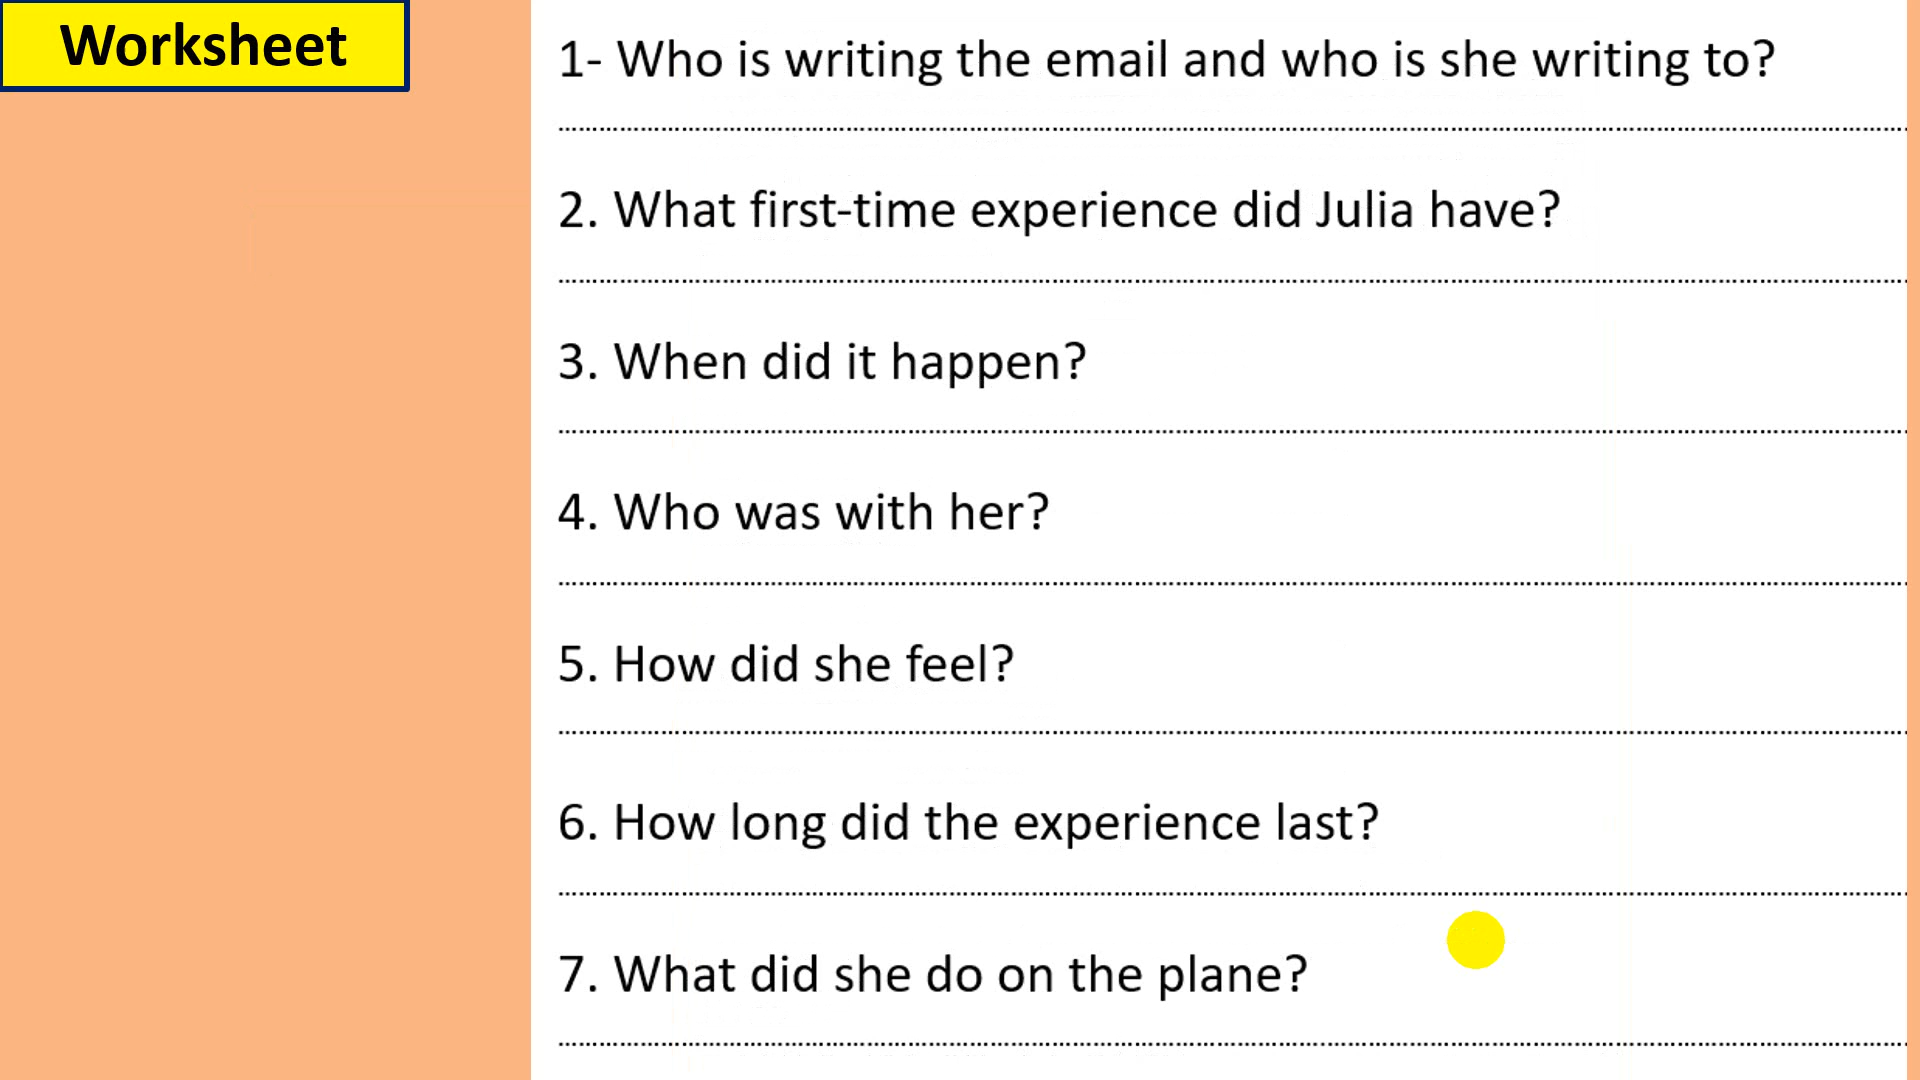 Worksheet
1- Who is writing the email and who is she writing to?
2. What first-time experience did Julia have?
3. When did it happen?
4. Who was with her?
5. How did she feel?
6. How long did the experience last?
7. What did she do on the plane?